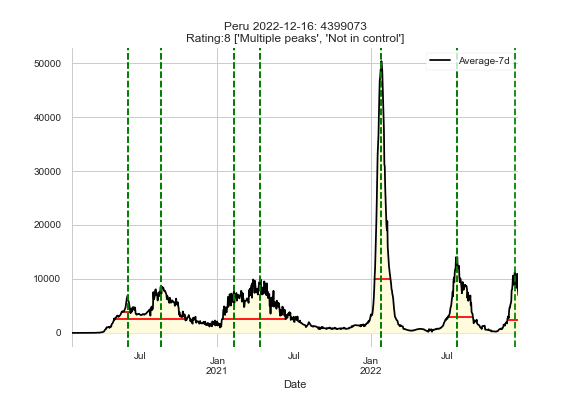 Peru 2022-12-16: 4399073
Rating:8 ['Multiple peaks', 'Not in control']
Average-7d
50000
40000
30000
20000
10000
0
Jul
Jan
2021
Jul
Jan
2022
Jul
Date